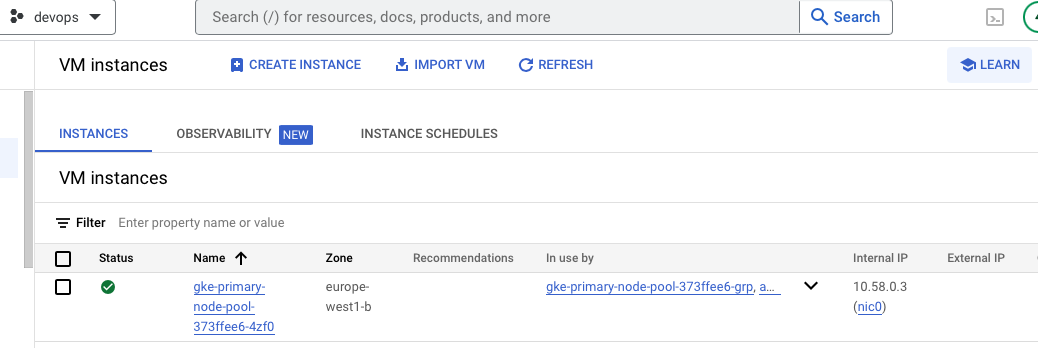 devops
Search (/) for resources, docs, products, and more
Search
VM instances
CREATE INSTANCE
IMPORT VM
REFRESH
LEARN
INSTANCES
OBSERVABILITY NEW
INSTANCE SCHEDULES
VM instances
Filter Enter property name or value
Status Name Zone Recommendations In use by Internal IP External IP
gke-primary-
node-pool-
373ffee6-4zf0
europe-
west1-b
gke-primary-node-pool-373ffee6-grp, a...
10.58.0.3
(nic0)